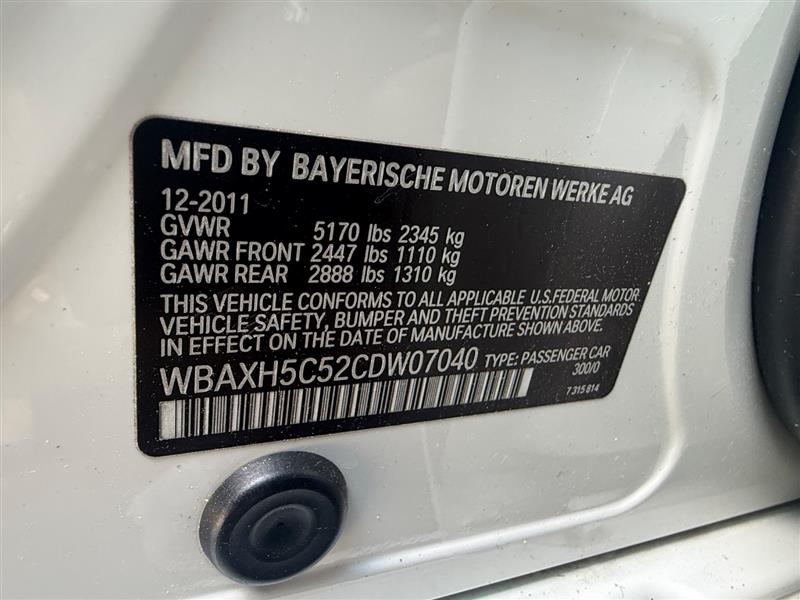 MFD BY BAYERISCHE MOTOREN WERKE AG
12-2011
GVWR 5170 lbs 2345 kg
GAWR FRONT 2447 lbs 1110 kg
GAWR REAR 2888 lbs 1310 kg
THIS VEHICLE CONFORMS TO ALL APPLICABLE U.S.FEDERAL MOTOR
VEHICLE SAFETY, BUMPER AND THEFT PREVENTION STANDARDS
IN EFFECT ON THE DATE OF MANUFACTURE SHOWN ABOVE.
WBAXH5C52CDW07040 TYPE: PASSENGER CAR
300/0
7 315 814